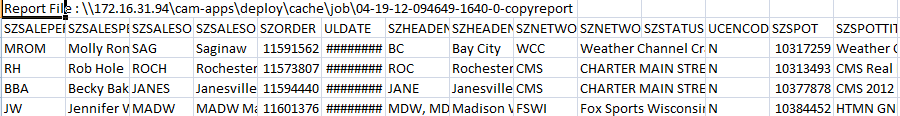 Report File : \\172.16.31.94\cam-apps\deploy\cache\job\04-19-12-094649-1640-0-copyreport
SZSALEPE SZSALESPE SZSALESO SZSALESO SZORDER ULDATE SZHEADEN SZHEADEN SZNETWO SZNETWO SZSTATUS UCENCOD SZSPOT SZSPOTTIT
MROM Molly Ron SAG Saginaw 11591562 ######## BC Bay City WCC Weather Channel Cr N 10317259 Weather C
RH Rob Hole ROCH Rochester 11573807 ######## ROC Rochester CMS CHARTER MAIN STRE N 10313493 CMS Real
BBA Becky Bak JANES Janesville 11594440 ######## JANE Janesville CMS CHARTER MAIN STRE N 10377878 CMS 2012
JW Jennifer W MADW MADW Ma 11601376 ######## MDW, MD Madison W FSWI Fox Sports Wisconsin N 10384452 HTMN GN